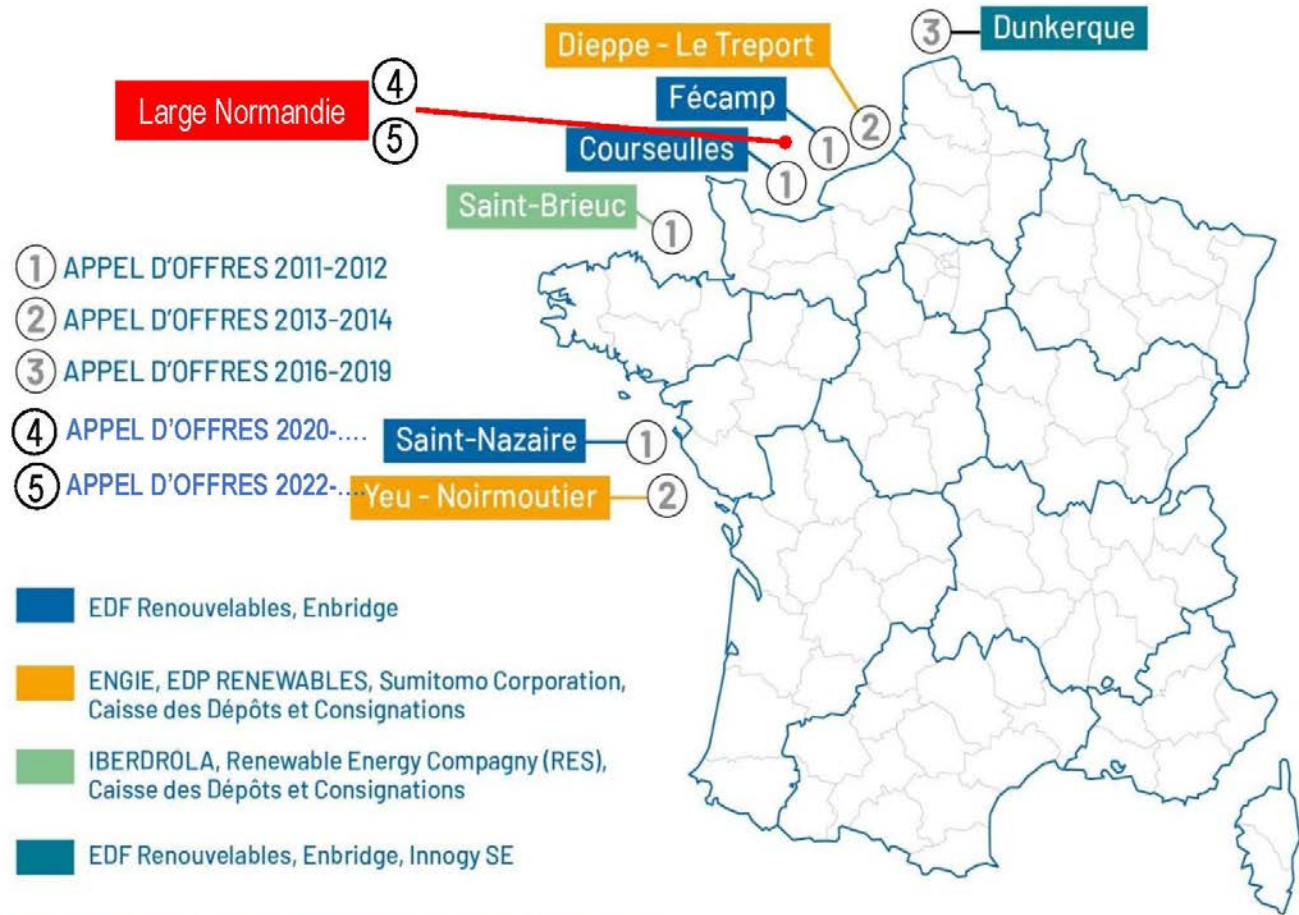 Dieppe - Le Treport
③ Dunkerque
Large Normandie ④ ⑤
Fécamp
②
Courseulles
①
①
Saint-Brieuc
①
① APPEL D'OFFRES 2011-2012
② APPEL D'OFFRES 2013-2014
③ APPEL D'OFFRES 2016-2019
④ APPEL D'OFFRES 2020-....
⑤ APPEL D'OFFRES 2022-....
Saint-Nazaire ①
Yeu - Noirmoutier ②
EDF Renouvelables, Enbridge
ENGIE, EDP RENEWABLES, Sumitomo Corporation,
Caisse des Dépôts et Consignations
IBERDROLA, Renewable Energy Compagny (RES),
Caisse des Dépôts et Consignations
EDF Renouvelables, Enbridge, Innogy SE